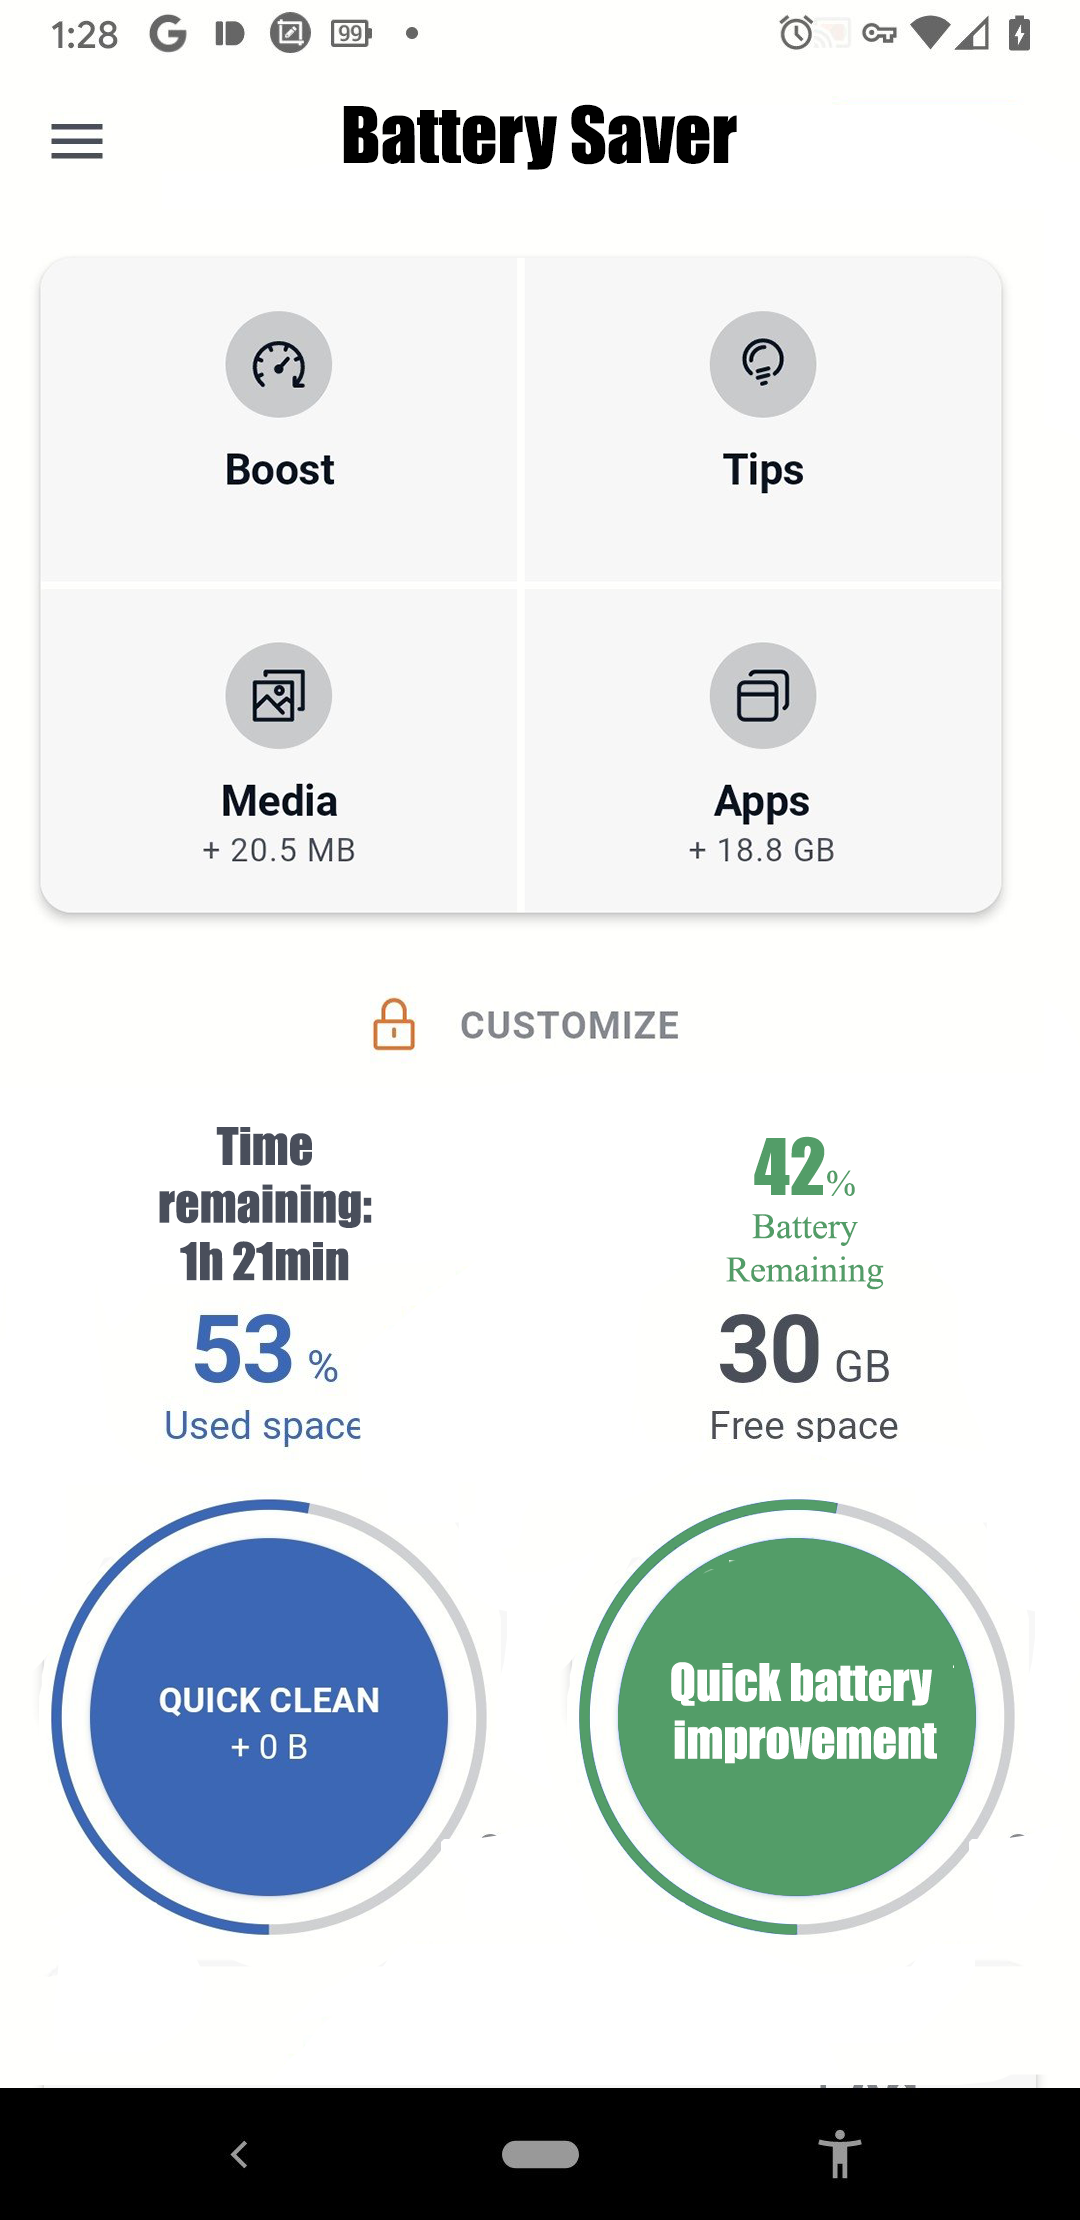 1:28
99
Battery Saver
Boost
Tips
Media
+ 20.5 MB
Apps
+ 18.8 GB
CUSTOMIZE
Time
remaining:
1h 21min
42%
Battery
Remaining
53 %
Used space
30 GB
Free space
QUICK CLEAN
+ 0 B
Quick battery
improvement